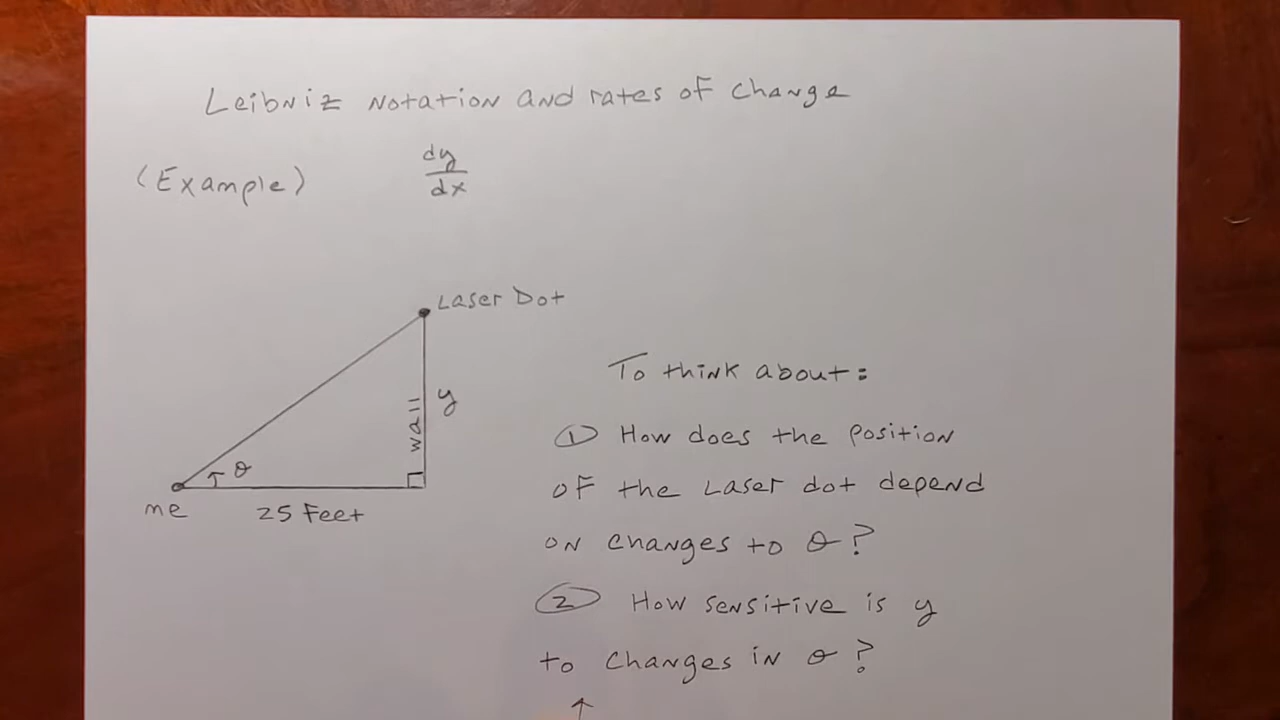 Leibniz notation and rates of change
(Example)
dy
dx
Laser Dot
wall
y
θ
me
25 Feet
To think about:
① How does the position
of the Laser dot depend
on changes to θ?
② How sensitive is y
to changes in θ?
↑